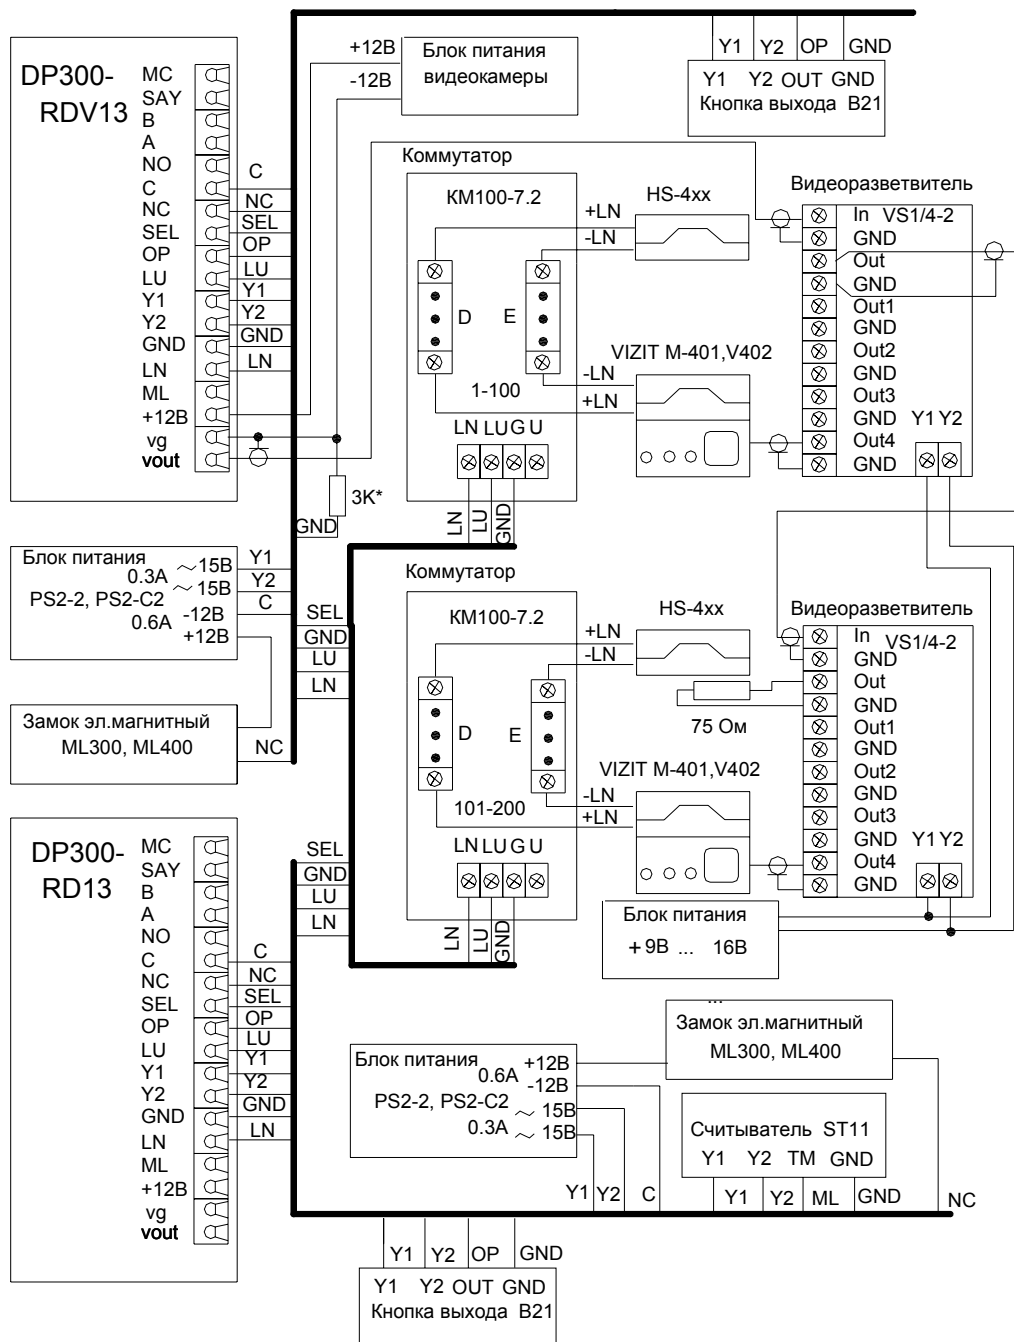 DP300-
RDV13
MC
SAY
B
A
NO
C
NC
SEL
OP
LU
Y1
Y2
GND
LN
ML
+12В
vg
vout
C
NC
SEL
OP
LU
Y1
Y2
GND
LN
+12В
-12В
Блок питания
видеокамеры
Y1 Y2 OP GND
Y1 Y2 OUT GND
Кнопка выхода B21
Коммутатор
КМ100-7.2
+LN
-LN
HS-4xx
D E
1-100
VIZIT M-401,V402
-LN
+LN
LN LU G U
LN LU GND
3K*
GND
Видеоразветвитель
In VS1/4-2
GND
Out
GND
Out1
GND
Out2
GND
Out3
GND Y1 Y2
Out4
GND
Блок питания
0.3A ~ 15В
PS2-2, PS2-C2 ~ 15В
0.6A -12В
+12В
Y1
Y2
C
Замок эл.магнитный
ML300, ML400
NC
SEL
GND
LU
LN
Коммутатор
КМ100-7.2
+LN
-LN
HS-4xx
D E
75 Ом
101-200
VIZIT M-401,V402
-LN
+LN
LN LU G U
LN LU GND
Видеоразветвитель
In VS1/4-2
GND
Out
GND
Out1
GND
Out2
GND
Out3
GND Y1 Y2
Out4
GND
Блок питания
+ 9В ... 16В
DP300-
RD13
MC
SAY
B
A
NO
C
NC
SEL
OP
LU
Y1
Y2
GND
LN
ML
+12В
vg
vout
SEL
GND
LU
LN
C
NC
SEL
OP
LU
Y1
Y2
GND
LN
...
Замок эл.магнитный
ML300, ML400
Блок питания
0.6A +12В
-12В
PS2-2, PS2-C2 ~ 15В
0.3A ~ 15В
Считыватель ST11
Y1 Y2 TM GND
Y1 Y2 C Y1 Y2 ML GND NC
Y1 Y2 OP GND
Y1 Y2 OUT GND
Кнопка выхода B21